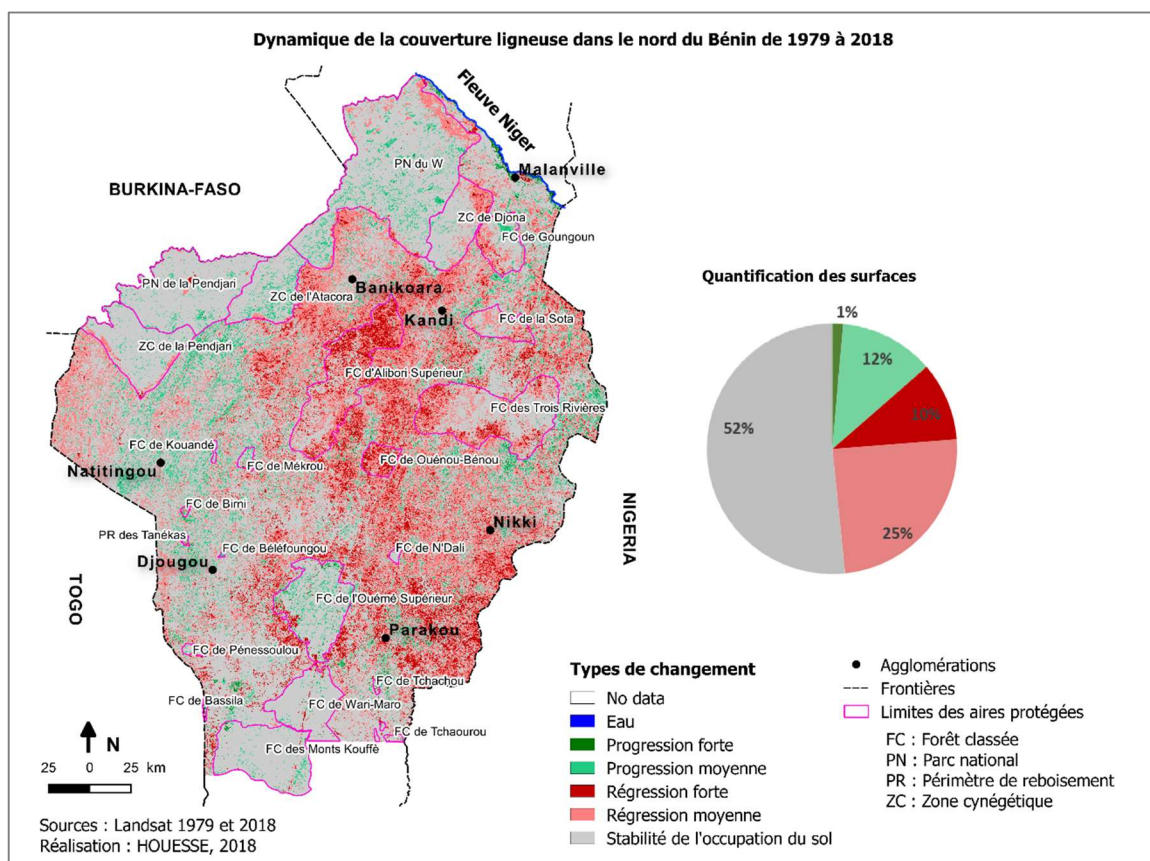 Dynamique de la couverture ligneuse dans le nord du Bénin de 1979 à 2018
Fleuve Niger
BURKINA-FASO
PN du W
Malanville
ZC de Djona
FC de Goungoun
PN de la Pendjari
ZC de l'Atacora
Banikoara
Kandi
FC de la Sota
ZC de la Pendjari
FC d'Alibori Supérieur
FC des Trois Rivières
FC de Kouandé
Natitingou
FC de Mékrou
FC de Ouénou-Bénou
FC de Birni
Nikki
NIGERIA
PR des Tanékas
FC de Béléfoungou
FC de N'Dali
Djougou
TOGO
FC de l'Ouémé Supérieur
Parakou
FC de Pénessoulou
FC de Tchachou
FC de Bassila
FC de Wari-Maro
FC de Tchaourou
FC des Monts Kouffè
N
25 0 25 km
Sources : Landsat 1979 et 2018
Réalisation : HOUESSE, 2018
Quantification des surfaces
1%
12%
10%
52%
25%
Types de changement
No data
Eau
Progression forte
Progression moyenne
Régression forte
Régression moyenne
Stabilité de l'occupation du sol
Agglomérations
Frontières
Limites des aires protégées
FC : Forêt classée
PN : Parc national
PR : Périmètre de reboisement
ZC : Zone cynégétique